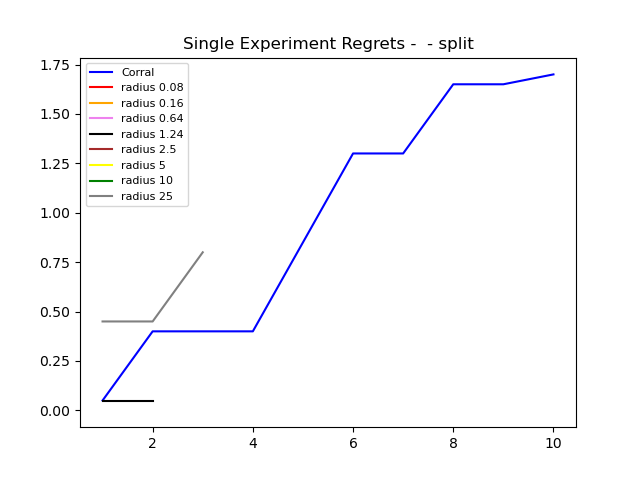 Single Experiment Regrets -  - split
1.75
1.50
1.25
1.00
0.75
0.50
0.25
0.00
Corral
radius 0.08
radius 0.16
radius 0.64
radius 1.24
radius 2.5
radius 5
radius 10
radius 25
2 4 6 8 10